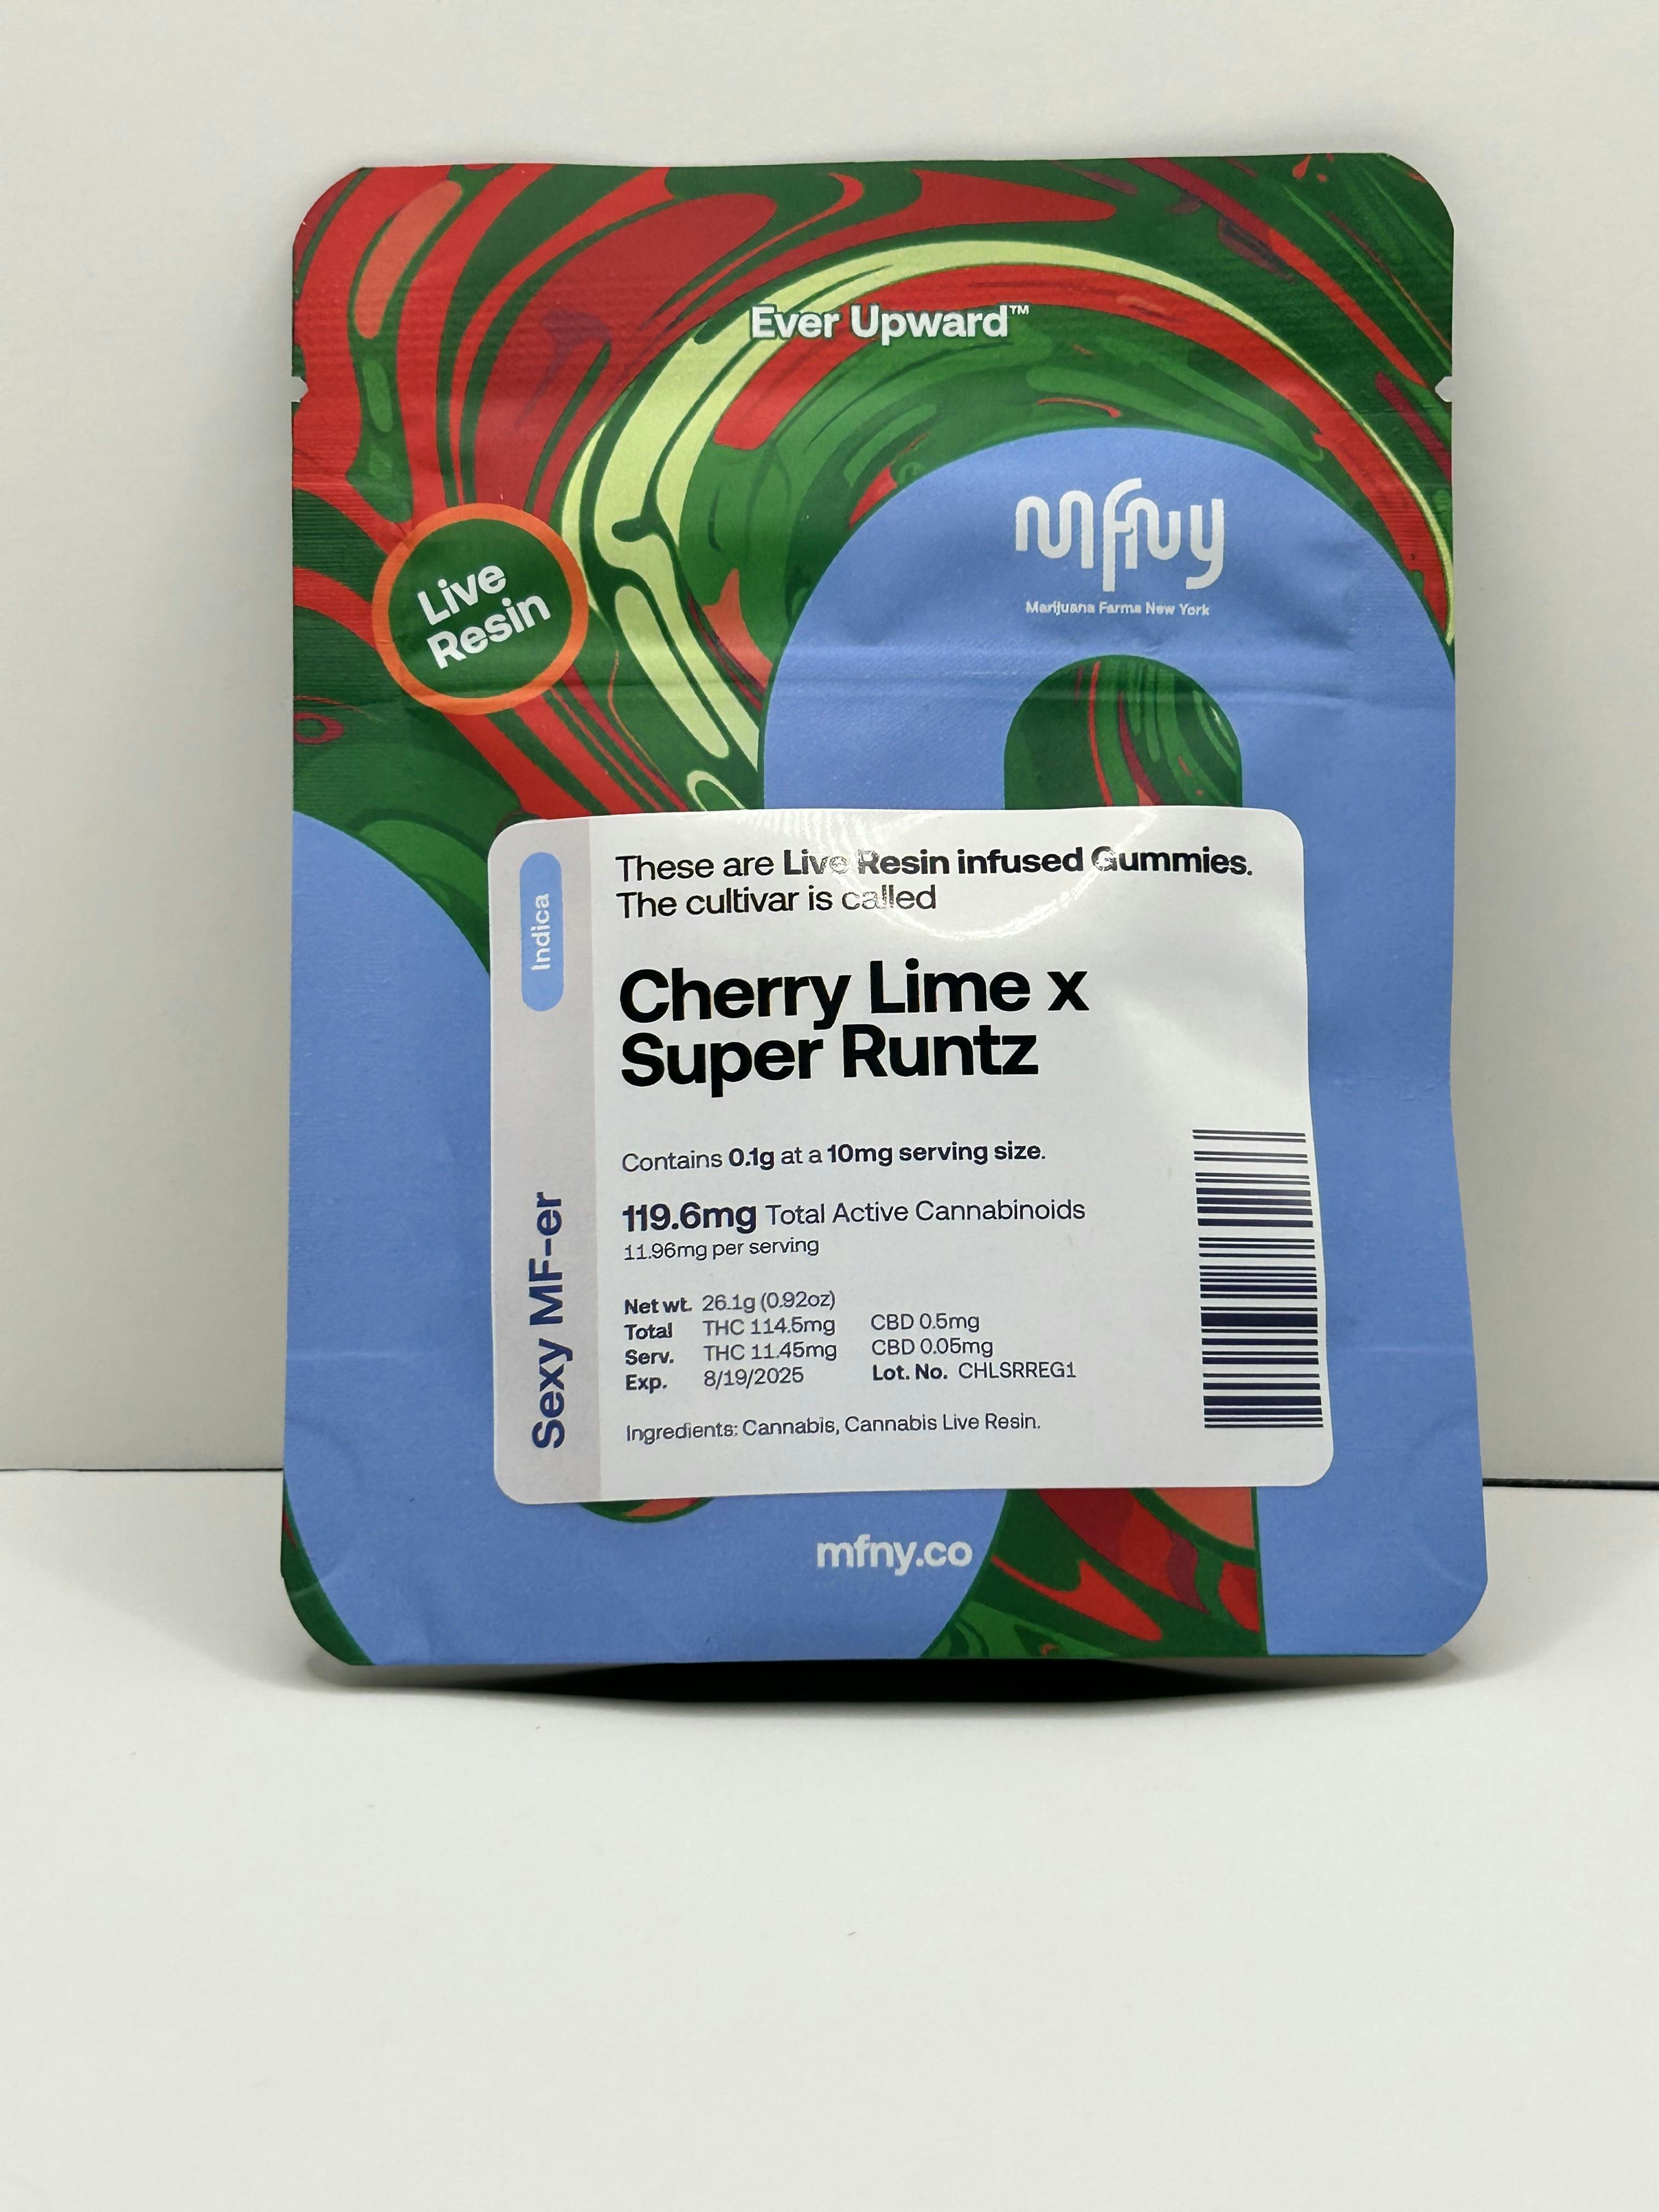 Ever Upward™
mfny
Marijuana Farms New York
Live
Resin
These are Live Resin infused Gummies.
The cultivar is called
Indica
Cherry Lime x
Super Runtz
Contains 0.1g at a 10mg serving size.
119.6mg Total Active Cannabinoids
11.96mg per serving
Sexy MF-er
Net wt. 26.1g (0.92oz)
Total THC 114.5mg CBD 0.5mg
Serv. THC 11.45mg CBD 0.05mg
Exp. 8/19/2025 Lot. No. CHLSRREG1
Ingredients: Cannabis, Cannabis Live Resin.
mfny.co